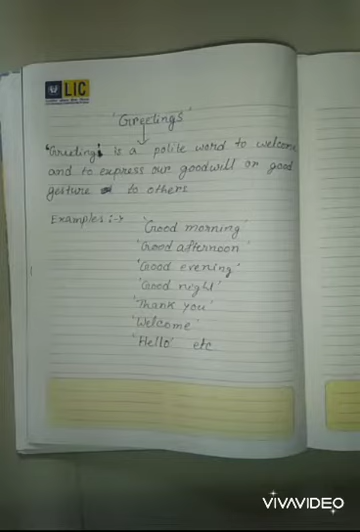 LIC
'Greetings'
'Greeting' is a polite word to welcome
and to express our goodwill or good
gesture to others
Examples :->
'Good morning'
'Good afternoon'
'Good evening'
'Good night'
'Thank you'
'Welcome'
'Hello' etc
VIVAVIDEO